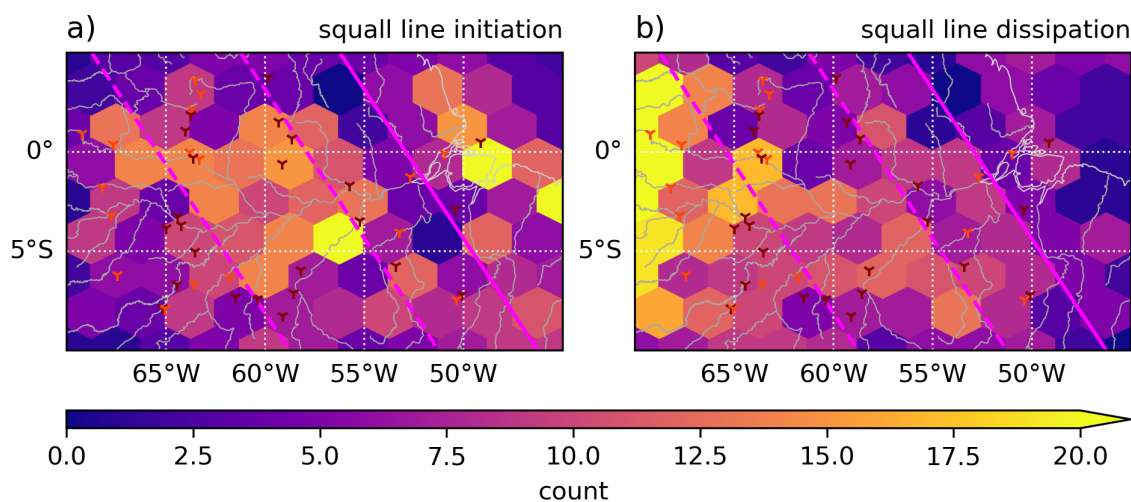 a) squall line initiation b) squall line dissipation
0° 0°
5°S 5°S
65°W 60°W 55°W 50°W 65°W 60°W 55°W 50°W
0.0 2.5 5.0 7.5 10.0 12.5 15.0 17.5 20.0
count